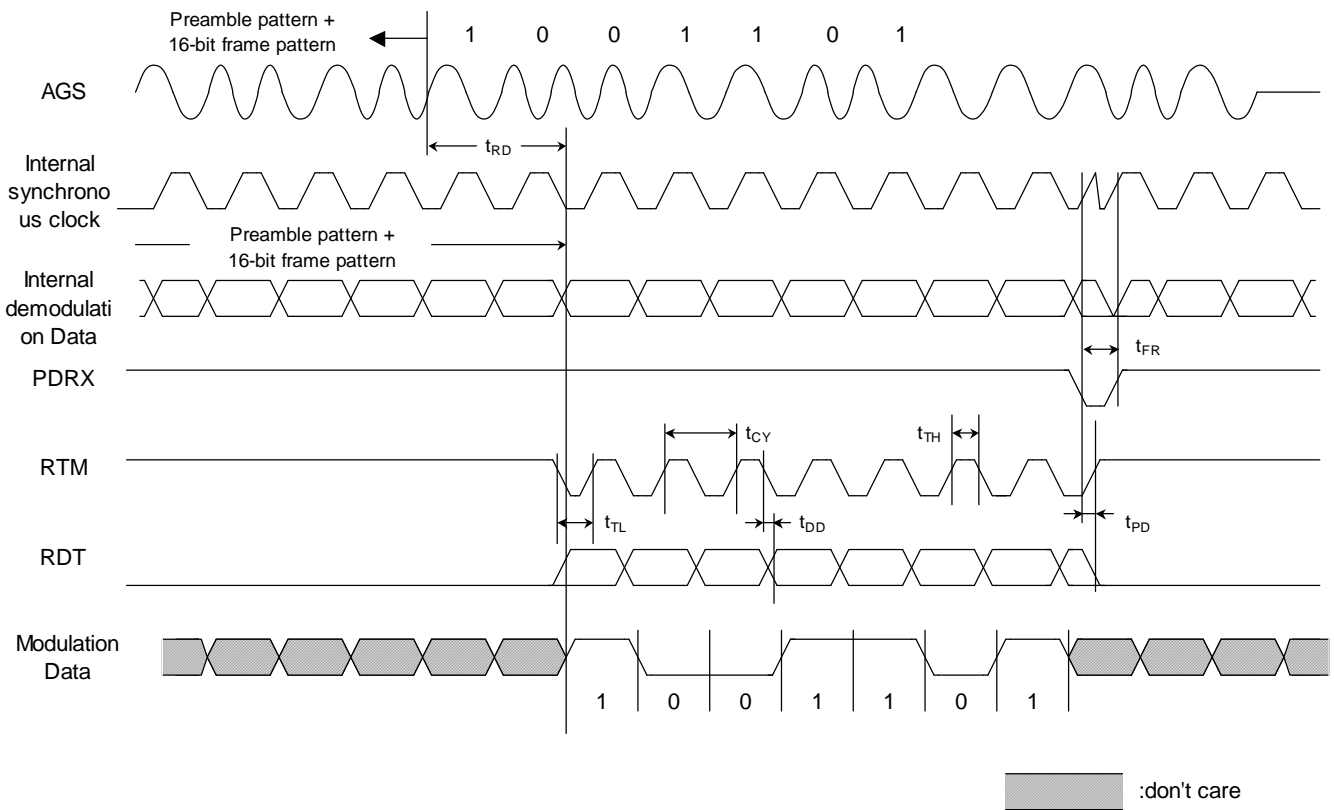 Preamble pattern +
16-bit frame pattern
1 0 0 1 1 0 1
AGS
tRD
Internal
synchrono
us clock
Preamble pattern +
16-bit frame pattern
Internal
demodulati
on Data
tFR
PDRX
tCY
tTH
RTM
tTL
tDD
tPD
RDT
Modulation
Data
1 0 0 1 1 0 1
:don't care